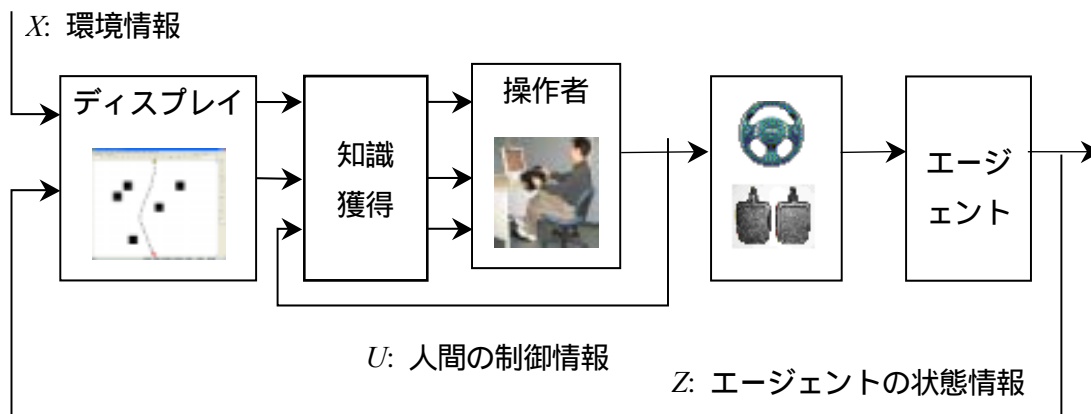 X: 環境情報
ディスプレイ
知識
獲得
操作者
エージ
ェント
U: 人間の制御情報
Z: エージェントの状態情報